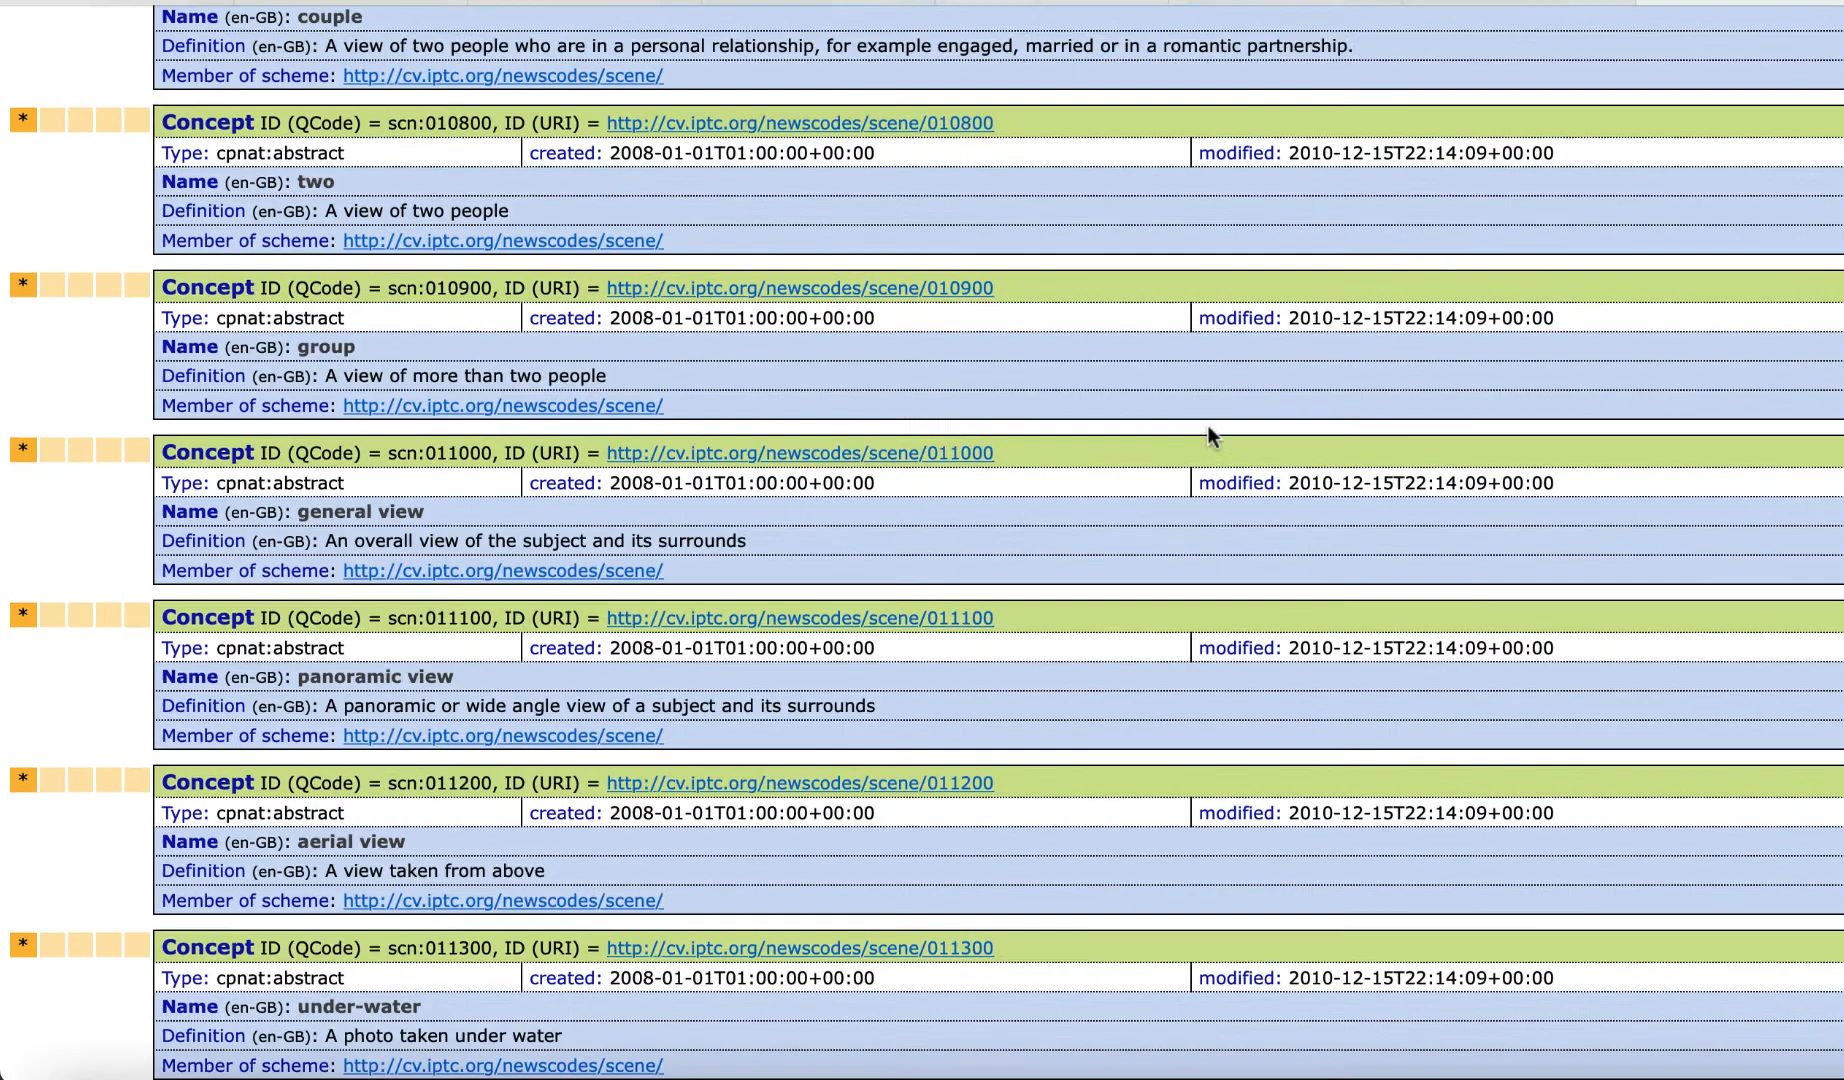 Name (en-GB): couple
Definition (en-GB): A view of two people who are in a personal relationship, for example engaged, married or in a romantic partnership.
Member of scheme: http://cv.iptc.org/newscodes/scene/
* Concept ID (QCode) = scn:010800, ID (URI) = http://cv.iptc.org/newscodes/scene/010800
Type: cpnat:abstract created: 2008-01-01T01:00:00+00:00 modified: 2010-12-15T22:14:09+00:00
Name (en-GB): two
Definition (en-GB): A view of two people
Member of scheme: http://cv.iptc.org/newscodes/scene/
* Concept ID (QCode) = scn:010900, ID (URI) = http://cv.iptc.org/newscodes/scene/010900
Type: cpnat:abstract created: 2008-01-01T01:00:00+00:00 modified: 2010-12-15T22:14:09+00:00
Name (en-GB): group
Definition (en-GB): A view of more than two people
Member of scheme: http://cv.iptc.org/newscodes/scene/
* Concept ID (QCode) = scn:011000, ID (URI) = http://cv.iptc.org/newscodes/scene/011000
Type: cpnat:abstract created: 2008-01-01T01:00:00+00:00 modified: 2010-12-15T22:14:09+00:00
Name (en-GB): general view
Definition (en-GB): An overall view of the subject and its surrounds
Member of scheme: http://cv.iptc.org/newscodes/scene/
* Concept ID (QCode) = scn:011100, ID (URI) = http://cv.iptc.org/newscodes/scene/011100
Type: cpnat:abstract created: 2008-01-01T01:00:00+00:00 modified: 2010-12-15T22:14:09+00:00
Name (en-GB): panoramic view
Definition (en-GB): A panoramic or wide angle view of a subject and its surrounds
Member of scheme: http://cv.iptc.org/newscodes/scene/
* Concept ID (QCode) = scn:011200, ID (URI) = http://cv.iptc.org/newscodes/scene/011200
Type: cpnat:abstract created: 2008-01-01T01:00:00+00:00 modified: 2010-12-15T22:14:09+00:00
Name (en-GB): aerial view
Definition (en-GB): A view taken from above
Member of scheme: http://cv.iptc.org/newscodes/scene/
* Concept ID (QCode) = scn:011300, ID (URI) = http://cv.iptc.org/newscodes/scene/011300
Type: cpnat:abstract created: 2008-01-01T01:00:00+00:00 modified: 2010-12-15T22:14:09+00:00
Name (en-GB): under-water
Definition (en-GB): A photo taken under water
Member of scheme: http://cv.iptc.org/newscodes/scene/